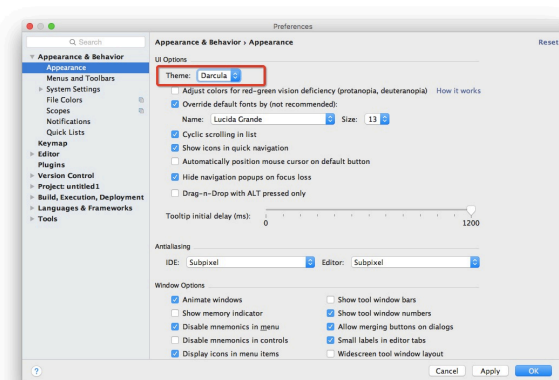 Preferences
Search
Appearance & Behavior
Appearance
Menus and Toolbars
System Settings
File Colors
Scopes
Notifications
Quick Lists
Keymap
Editor
Plugins
Version Control
Project: untitled1
Build, Execution, Deployment
Languages & Frameworks
Tools
Appearance & Behavior › Appearance
Reset
UI Options
Theme: Darcula
Adjust colors for red-green vision deficiency (protanopia, deuteranopia) How it works
Override default fonts by (not recommended):
Name: Lucida Grande Size: 13
Cyclic scrolling in list
Show icons in quick navigation
Automatically position mouse cursor on default button
Hide navigation popups on focus loss
Drag-n-Drop with ALT pressed only
Tooltip initial delay (ms):
0 1200
Antialiasing
IDE: Subpixel Editor: Subpixel
Window Options
Animate windows Show tool window bars
Show memory indicator Show tool window numbers
Disable mnemonics in menu Allow merging buttons on dialogs
Disable mnemonics in controls Small labels in editor tabs
Display icons in menu items Widescreen tool window layout
? Cancel Apply OK